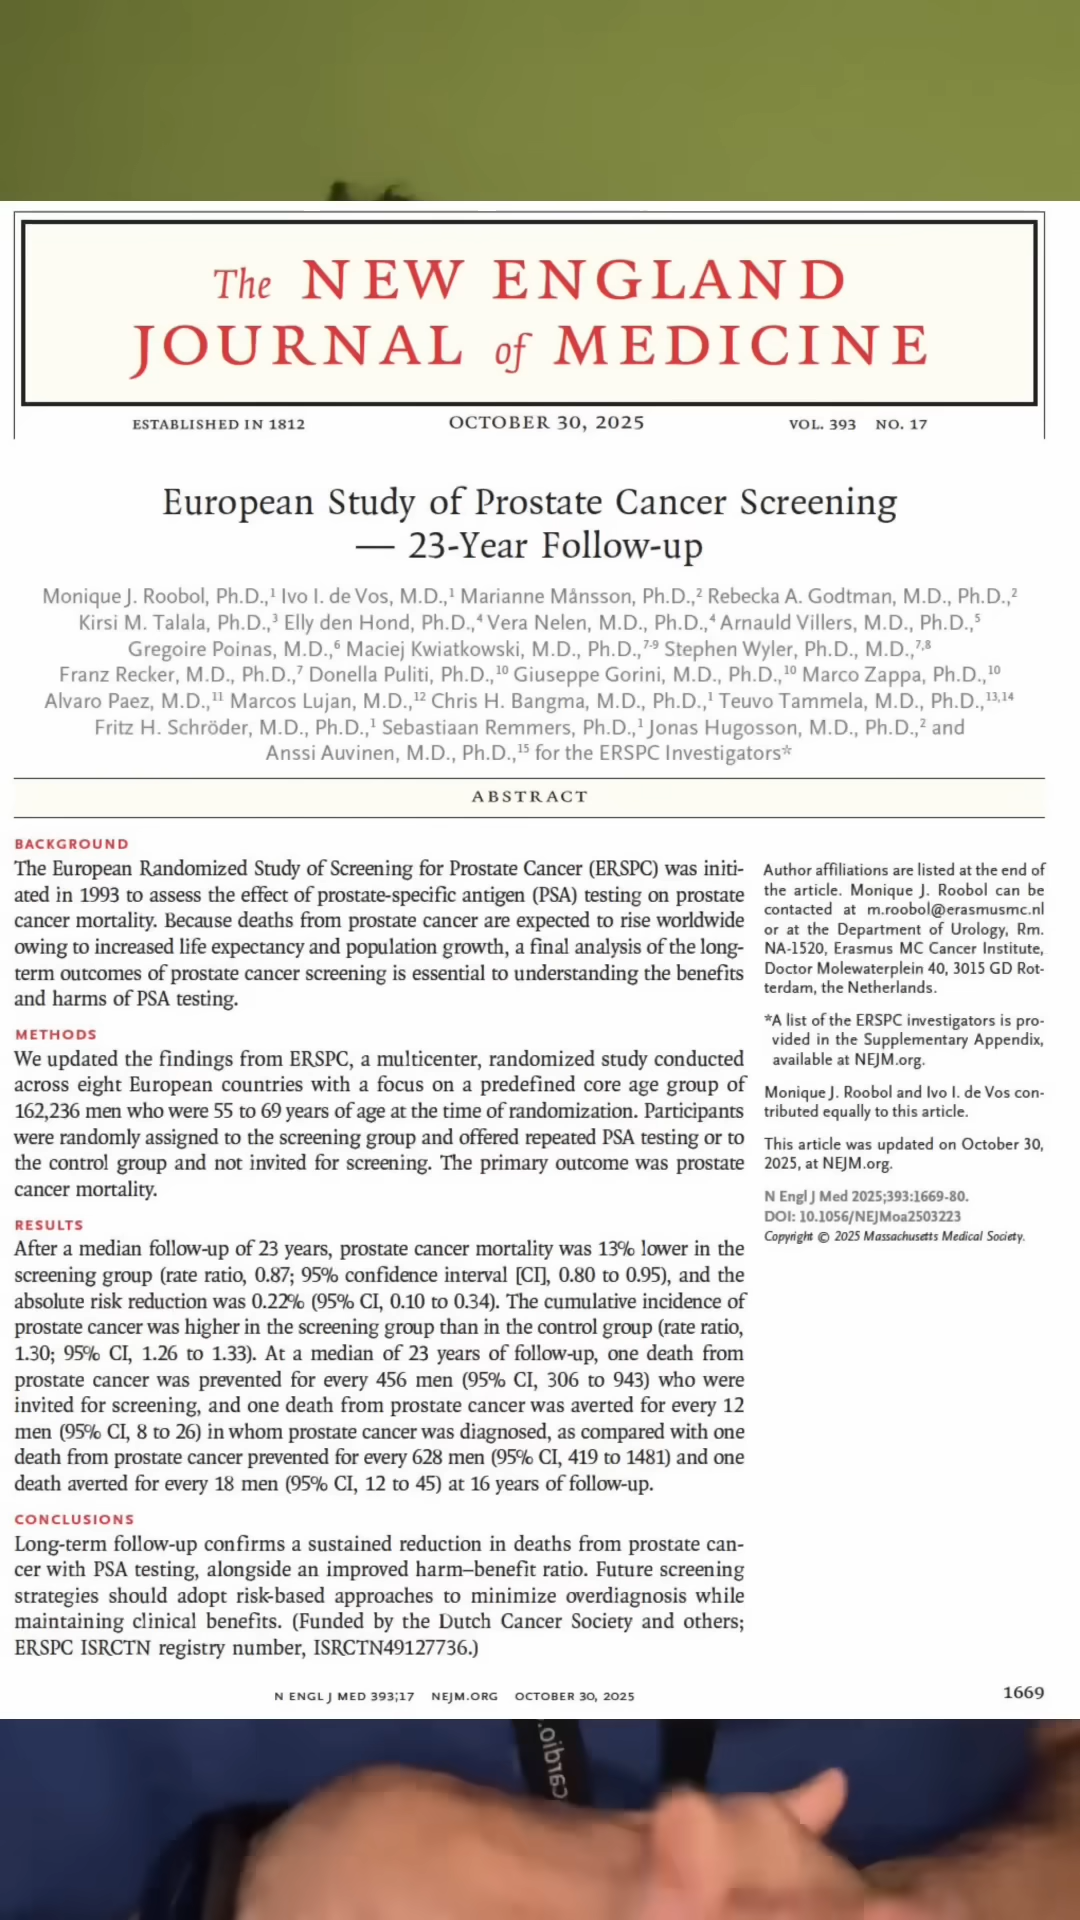 The NEW ENGLAND
JOURNAL of MEDICINE
ESTABLISHED IN 1812 OCTOBER 30, 2025 VOL. 393 NO. 17
European Study of Prostate Cancer Screening
— 23-Year Follow-up
Monique J. Roobol, Ph.D.,¹ Ivo I. de Vos, M.D.,¹ Marianne Månsson, Ph.D.,² Rebecka A. Godtman, M.D., Ph.D.,²
Kirsi M. Talala, Ph.D.,³ Elly den Hond, Ph.D.,⁴ Vera Nelen, M.D., Ph.D.,⁴ Arnauld Villers, M.D., Ph.D.,⁵
Gregoire Poinas, M.D.,⁶ Maciej Kwiatkowski, M.D., Ph.D.,⁷⁻⁹ Stephen Wyler, Ph.D., M.D.,⁷,⁸
Franz Recker, M.D., Ph.D.,⁷ Donella Puliti, Ph.D.,¹⁰ Giuseppe Gorini, M.D., Ph.D.,¹⁰ Marco Zappa, Ph.D.,¹⁰
Alvaro Paez, M.D.,¹¹ Marcos Lujan, M.D.,¹² Chris H. Bangma, M.D., Ph.D.,¹ Teuvo Tammela, M.D., Ph.D.,¹³,¹⁴
Fritz H. Schröder, M.D., Ph.D.,¹ Sebastiaan Remmers, Ph.D.,¹ Jonas Hugosson, M.D., Ph.D.,² and
Anssi Auvinen, M.D., Ph.D.,¹⁵ for the ERSPC Investigators*
ABSTRACT
BACKGROUND
The European Randomized Study of Screening for Prostate Cancer (ERSPC) was initi-
ated in 1993 to assess the effect of prostate-specific antigen (PSA) testing on prostate
cancer mortality. Because deaths from prostate cancer are expected to rise worldwide
owing to increased life expectancy and population growth, a final analysis of the long-
term outcomes of prostate cancer screening is essential to understanding the benefits
and harms of PSA testing.
METHODS
We updated the findings from ERSPC, a multicenter, randomized study conducted
across eight European countries with a focus on a predefined core age group of
162,236 men who were 55 to 69 years of age at the time of randomization. Participants
were randomly assigned to the screening group and offered repeated PSA testing or to
the control group and not invited for screening. The primary outcome was prostate
cancer mortality.
RESULTS
After a median follow-up of 23 years, prostate cancer mortality was 13% lower in the
screening group (rate ratio, 0.87; 95% confidence interval [CI], 0.80 to 0.95), and the
absolute risk reduction was 0.22% (95% CI, 0.10 to 0.34). The cumulative incidence of
prostate cancer was higher in the screening group than in the control group (rate ratio,
1.30; 95% CI, 1.26 to 1.33). At a median of 23 years of follow-up, one death from
prostate cancer was prevented for every 456 men (95% CI, 306 to 943) who were
invited for screening, and one death from prostate cancer was averted for every 12
men (95% CI, 8 to 26) in whom prostate cancer was diagnosed, as compared with one
death from prostate cancer prevented for every 628 men (95% CI, 419 to 1481) and one
death averted for every 18 men (95% CI, 12 to 45) at 16 years of follow-up.
CONCLUSIONS
Long-term follow-up confirms a sustained reduction in deaths from prostate can-
cer with PSA testing, alongside an improved harm–benefit ratio. Future screening
strategies should adopt risk-based approaches to minimize overdiagnosis while
maintaining clinical benefits. (Funded by the Dutch Cancer Society and others;
ERSPC ISRCTN registry number, ISRCTN49127736.)
Author affiliations are listed at the end of
the article. Monique J. Roobol can be
contacted at m.roobol@erasmusmc.nl
or at the Department of Urology, Rm.
NA-1520, Erasmus MC Cancer Institute,
Doctor Molewaterplein 40, 3015 GD Rot-
terdam, the Netherlands.
*A list of the ERSPC investigators is pro-
vided in the Supplementary Appendix,
available at NEJM.org.
Monique J. Roobol and Ivo I. de Vos con-
tributed equally to this article.
This article was updated on October 30,
2025, at NEJM.org.
N Engl J Med 2025;393:1669-80.
DOI: 10.1056/NEJMoa2503223
Copyright © 2025 Massachusetts Medical Society.
N ENGL J MED 393;17 NEJM.ORG OCTOBER 30, 2025 1669
.cardio